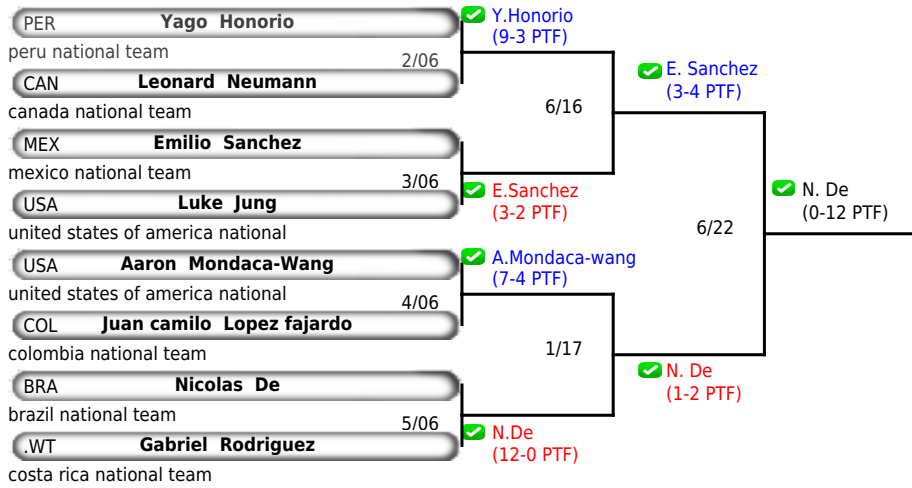 PER Yago Honorio
peru national team
2/06
CAN Leonard Neumann
canada national team
MEX Emilio Sanchez
mexico national team
3/06
USA Luke Jung
united states of america national
USA Aaron Mondaca-Wang
united states of america national
4/06
COL Juan camilo Lopez fajardo
colombia national team
BRA Nicolas De
brazil national team
5/06
.WT Gabriel Rodriguez
costa rica national team
Y.Honorio
(9-3 PTF)
6/16
E.Sanchez
(3-2 PTF)
A.Mondaca-wang
(7-4 PTF)
1/17
N.De
(12-0 PTF)
E. Sanchez
(3-4 PTF)
6/22
N. De
(1-2 PTF)
N. De
(0-12 PTF)